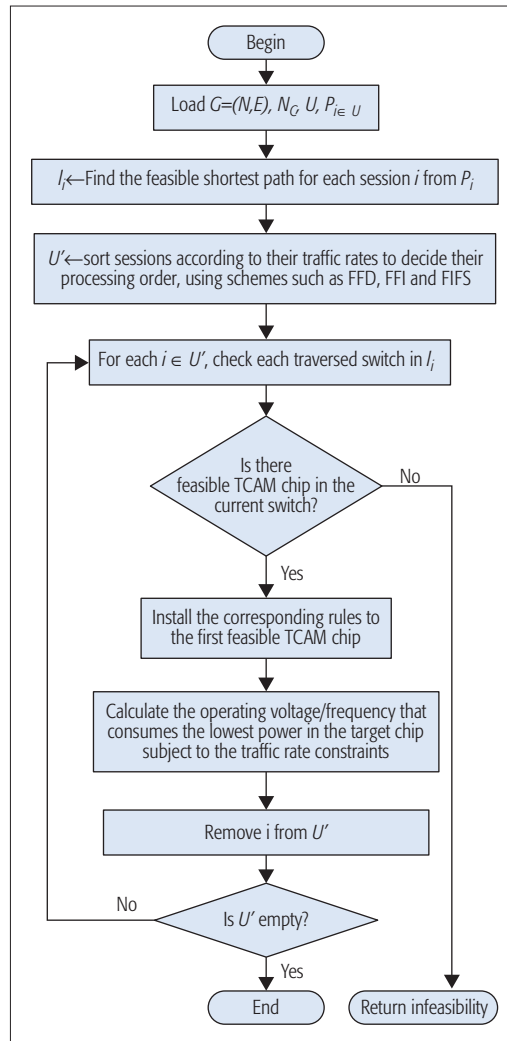 Begin
Load G=(N,E), N_G, U, P_{i∈ U}
l_i←Find the feasible shortest path for each session i from P_i
U'←sort sessions according to their traffic rates to decide their
processing order, using schemes such as FFD, FFI and FIFS
For each i ∈ U', check each traversed switch in l_i
Is there
feasible TCAM chip in the
current switch?
No
Yes
Install the corresponding rules to
the first feasible TCAM chip
Calculate the operating voltage/frequency that
consumes the lowest power in the target chip
subject to the traffic rate constraints
Remove i from U'
No
Is U' empty?
Yes
End
Return infeasibility